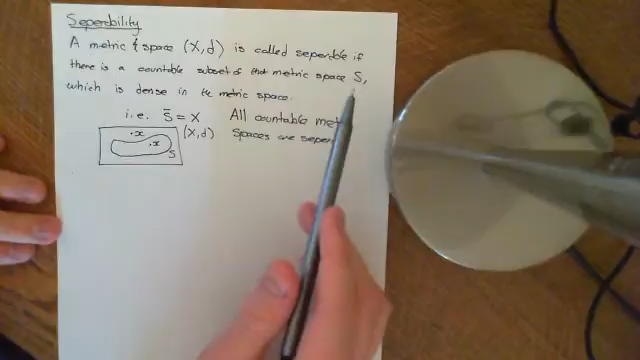 Seperability
A metric space (X,d) is called seperable if
there is a countable subset of that metric space S,
which is dense in the metric space.
i.e. S̄ = X All countable met
(X,d) Spaces are seper
x
x
S